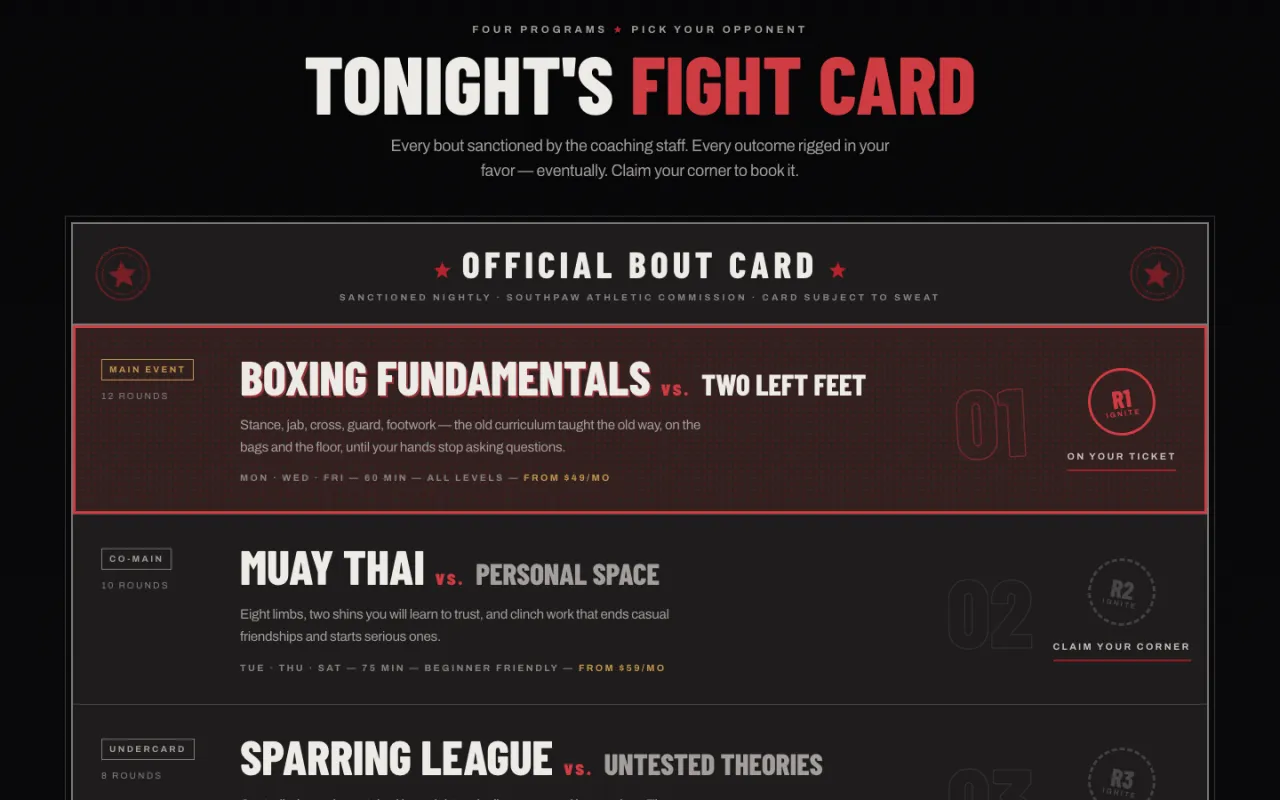 FOUR PROGRAMS ★ PICK YOUR OPPONENT
TONIGHT'S FIGHT CARD
Every bout sanctioned by the coaching staff. Every outcome rigged in your
favor — eventually. Claim your corner to book it.
★ OFFICIAL BOUT CARD ★
SANCTIONED NIGHTLY · SOUTHPAW ATHLETIC COMMISSION · CARD SUBJECT TO SWEAT
MAIN EVENT
12 ROUNDS
BOXING FUNDAMENTALS vs. TWO LEFT FEET
Stance, jab, cross, guard, footwork — the old curriculum taught the old way, on the
bags and the floor, until your hands stop asking questions.
MON · WED · FRI — 60 MIN — ALL LEVELS — FROM $49/MO
01
R1
IGNITE
ON YOUR TICKET
CO-MAIN
10 ROUNDS
MUAY THAI vs. PERSONAL SPACE
Eight limbs, two shins you will learn to trust, and clinch work that ends casual
friendships and starts serious ones.
TUE · THU · SAT — 75 MIN — BEGINNER FRIENDLY — FROM $59/MO
02
R2
IGNITE
CLAIM YOUR CORNER
UNDERCARD
8 ROUNDS
SPARRING LEAGUE vs. UNTESTED THEORIES
03
R3
IGNITE